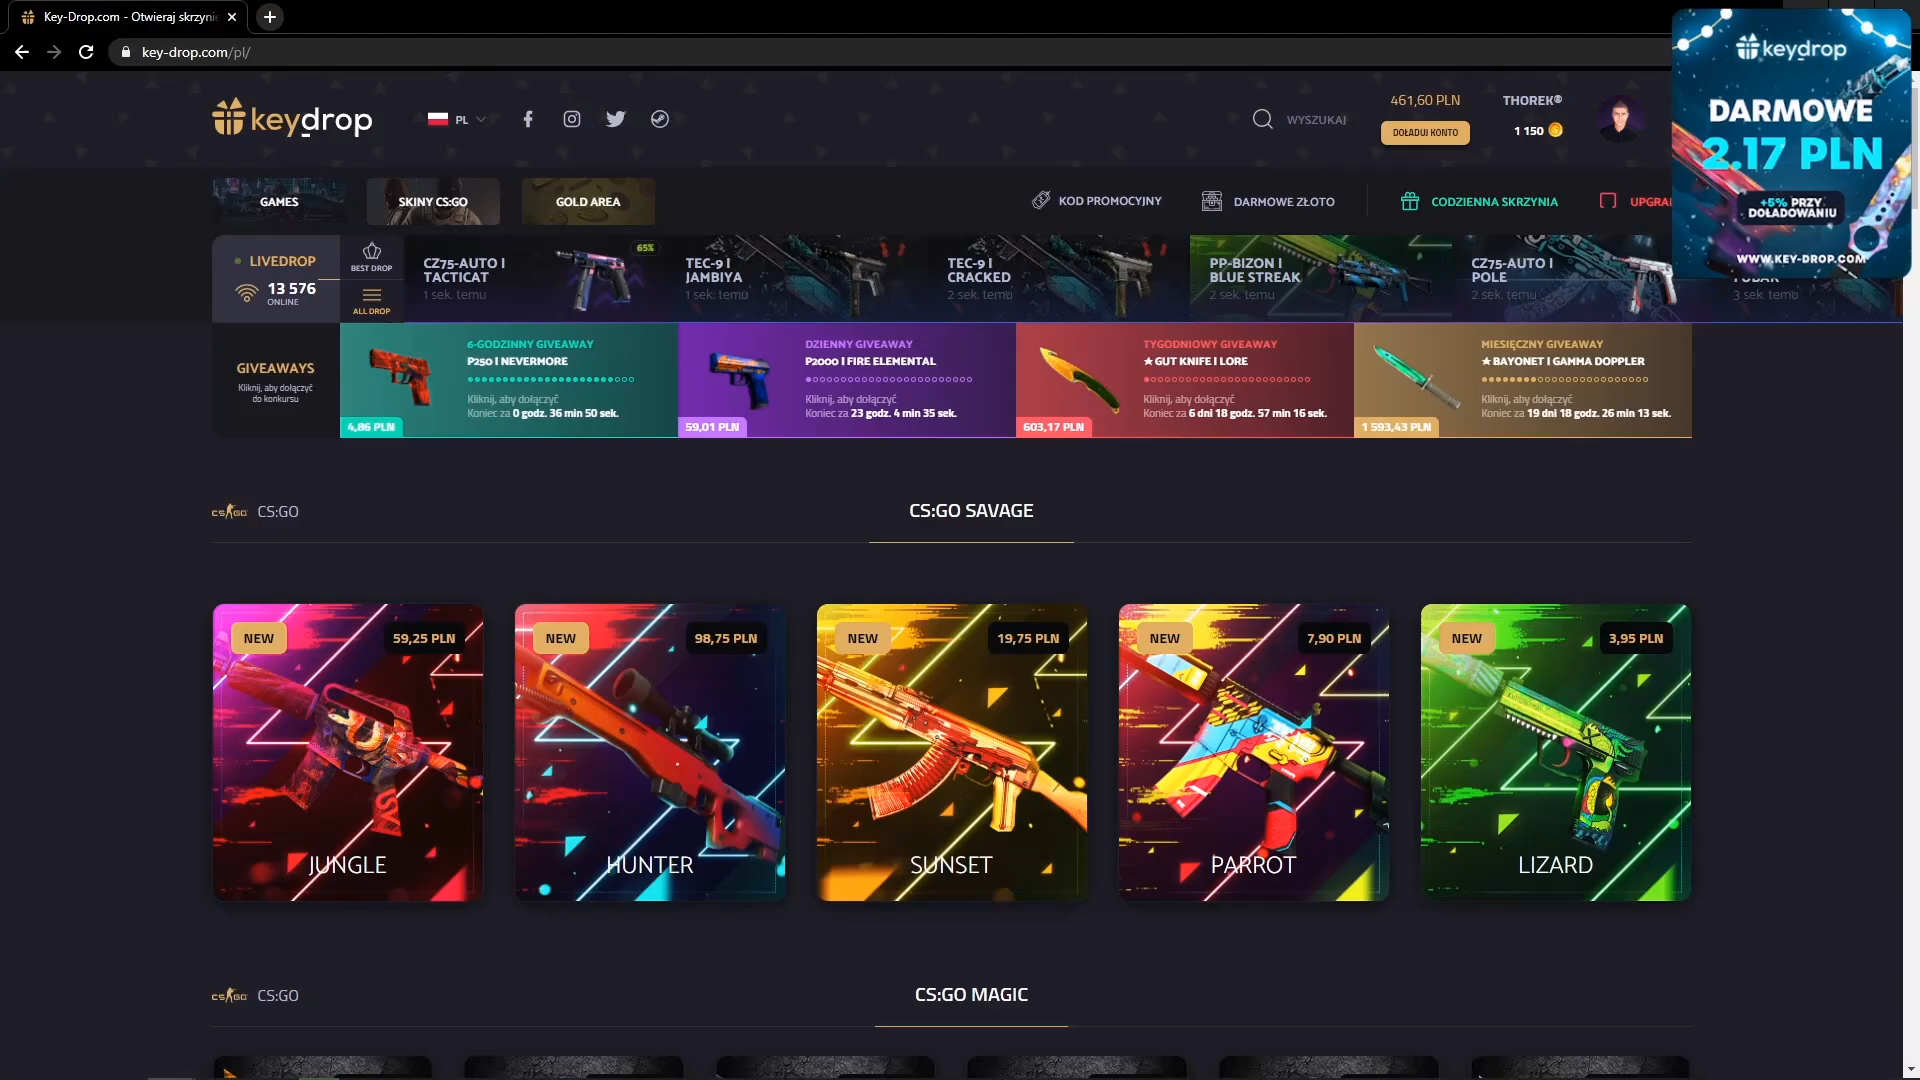 Key-Drop.com - Otwieraj skrzynie
key-drop.com/pl/
keydrop
PL
WYSZUKAJ
461,60 PLN
DOŁADUJ KONTO
THOREK®
1 150
keydrop
DARMOWE
2.17 PLN
+5% PRZY
DOŁADOWANIU
WWW.KEY-DROP.COM
GAMES
SKINY CS:GO
GOLD AREA
KOD PROMOCYJNY
DARMOWE ZŁOTO
CODZIENNA SKRZYNIA
LIVEDROP
13 576
ONLINE
BEST DROP
ALL DROP
CZ75-AUTO |
TACTICAT
1 sek. temu
65%
TEC-9 |
JAMBIYA
1 sek. temu
TEC-9 |
CRACKED
2 sek. temu
PP-BIZON |
BLUE STREAK
2 sek. temu
CZ75-AUTO |
POLE
2 sek. temu
3 sek. temu
GIVEAWAYS
Kliknij, aby dołączyć
do konkursu
6-GODZINNY GIVEAWAY
P250 | NEVERMORE
Kliknij, aby dołączyć
Koniec za 0 godz. 36 min 50 sek.
4,86 PLN
DZIENNY GIVEAWAY
P2000 | FIRE ELEMENTAL
Kliknij, aby dołączyć
Koniec za 23 godz. 4 min 35 sek.
59,01 PLN
TYGODNIOWY GIVEAWAY
★ GUT KNIFE | LORE
Kliknij, aby dołączyć
Koniec za 6 dni 18 godz. 57 min 16 sek.
603,17 PLN
MIESIĘCZNY GIVEAWAY
★ BAYONET | GAMMA DOPPLER
Kliknij, aby dołączyć
Koniec za 19 dni 18 godz. 26 min 13 sek.
1 593,43 PLN
CS:GO
CS:GO
CS:GO SAVAGE
NEW
59,25 PLN
JUNGLE
NEW
98,75 PLN
HUNTER
NEW
19,75 PLN
SUNSET
NEW
7,90 PLN
PARROT
NEW
3,95 PLN
LIZARD
CS:GO
CS:GO
CS:GO MAGIC